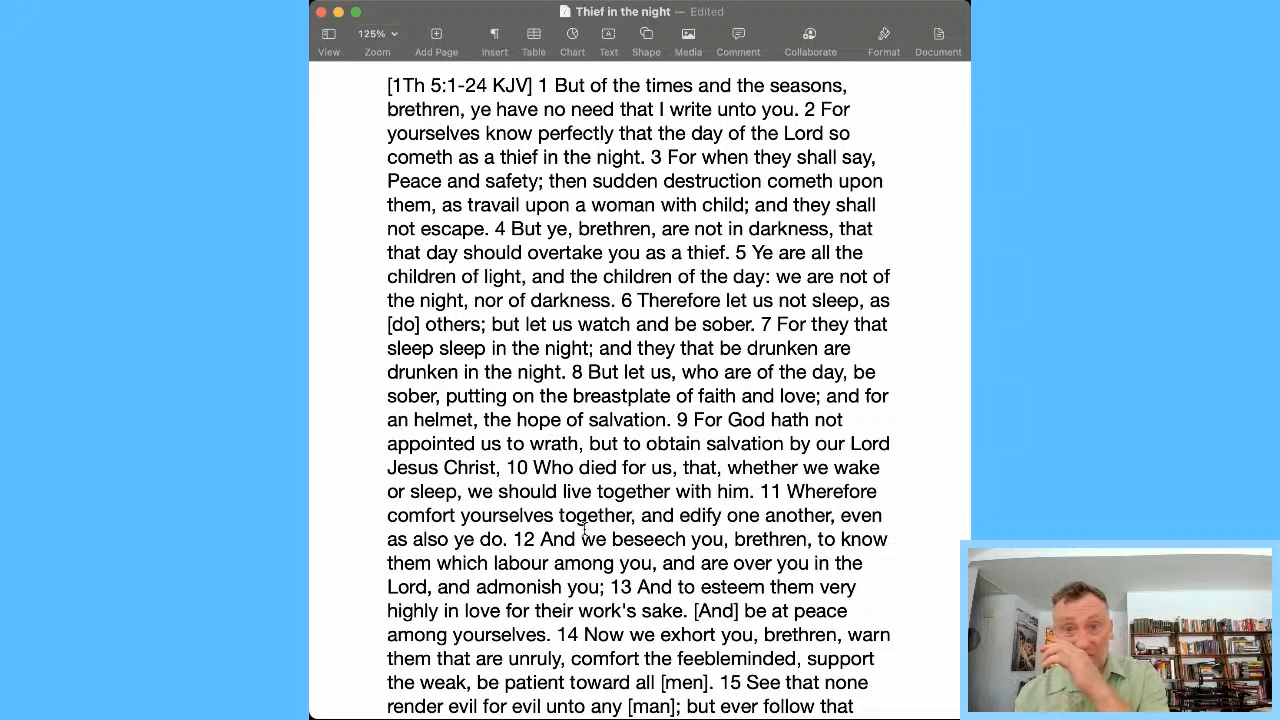 Thief in the night — Edited
125%
View Zoom Add Page Insert Table Chart Text Shape Media Comment Collaborate Format Document
[1Th 5:1-24 KJV] 1 But of the times and the seasons,
brethren, ye have no need that I write unto you. 2 For
yourselves know perfectly that the day of the Lord so
cometh as a thief in the night. 3 For when they shall say,
Peace and safety; then sudden destruction cometh upon
them, as travail upon a woman with child; and they shall
not escape. 4 But ye, brethren, are not in darkness, that
that day should overtake you as a thief. 5 Ye are all the
children of light, and the children of the day: we are not of
the night, nor of darkness. 6 Therefore let us not sleep, as
[do] others; but let us watch and be sober. 7 For they that
sleep sleep in the night; and they that be drunken are
drunken in the night. 8 But let us, who are of the day, be
sober, putting on the breastplate of faith and love; and for
an helmet, the hope of salvation. 9 For God hath not
appointed us to wrath, but to obtain salvation by our Lord
Jesus Christ, 10 Who died for us, that, whether we wake
or sleep, we should live together with him. 11 Wherefore
comfort yourselves together, and edify one another, even
as also ye do. 12 And we beseech you, brethren, to know
them which labour among you, and are over you in the
Lord, and admonish you; 13 And to esteem them very
highly in love for their work's sake. [And] be at peace
among yourselves. 14 Now we exhort you, brethren, warn
them that are unruly, comfort the feebleminded, support
the weak, be patient toward all [men]. 15 See that none
render evil for evil unto any [man]; but ever follow that